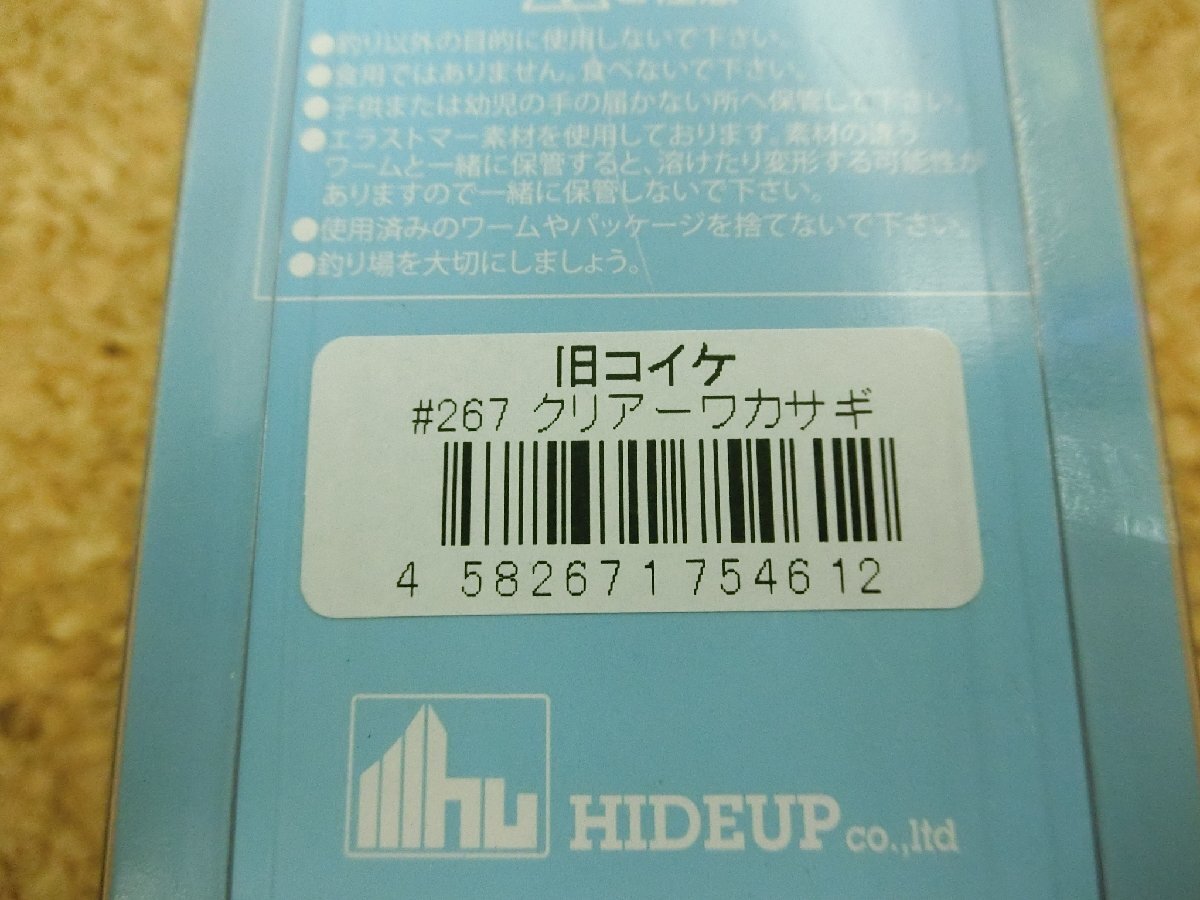 ●釣り以外の目的に使用しないで下さい。
●食用ではありません。食べないで下さい。
●子供または幼児の手の届かない所へ保管して下さい。
●エラストマー素材を使用しております。素材の違う
ワームと一緒に保管すると、溶けたり変形する可能性が
ありますので一緒に保管しないで下さい。
●使用済みのワームやパッケージを捨てないで下さい。
●釣り場を大切にしましょう。
旧コイケ
#267 クリアーワカサギ
4 582671 754612
hu HIDEUP co.,ltd